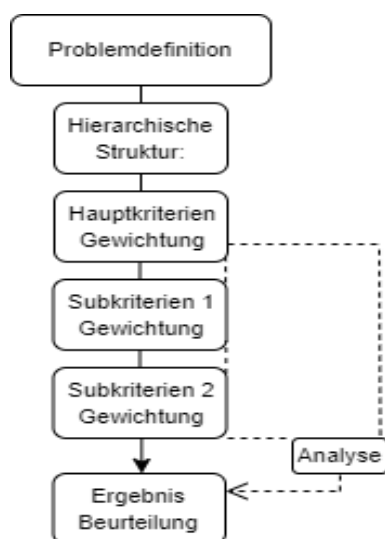 Problemdefinition
Hierarchische
Struktur:
Hauptkriterien
Gewichtung
Subkriterien 1
Gewichtung
Subkriterien 2
Gewichtung
Analyse
Ergebnis
Beurteilung